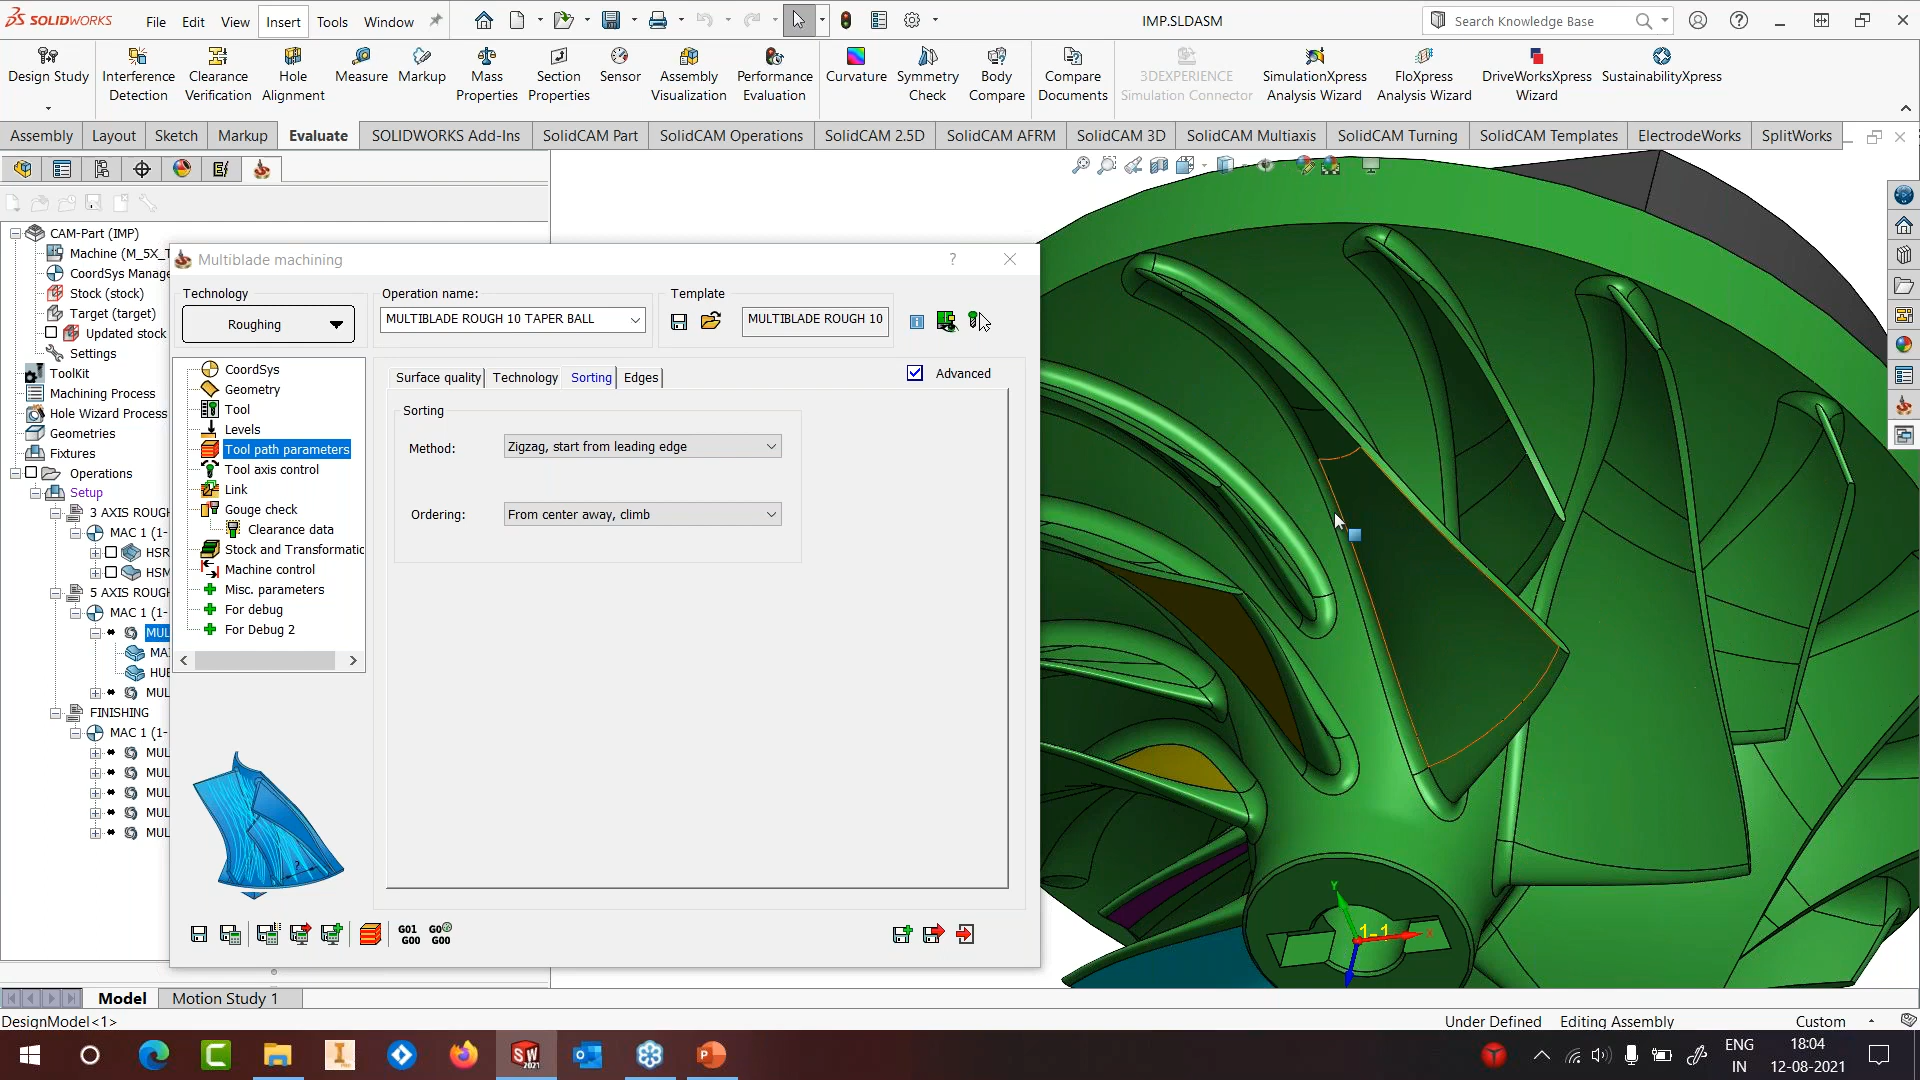 SOLIDWORKS File Edit View Insert Tools Window IMP.SLDASM Search Knowledge Base
Design Study Interference Detection Clearance Verification Hole Alignment Measure Markup Mass Properties Section Properties Sensor Assembly Visualization Performance Evaluation Curvature Symmetry Check Body Compare Compare Documents 3DEXPERIENCE Simulation Connector SimulationXpress Analysis Wizard FloXpress Analysis Wizard DriveWorksXpress Wizard SustainabilityXpress
Assembly Layout Sketch Markup Evaluate SOLIDWORKS Add-Ins SolidCAM Part SolidCAM Operations SolidCAM 2.5D SolidCAM AFRM SolidCAM 3D SolidCAM Multiaxis SolidCAM Turning SolidCAM Templates ElectrodeWorks SplitWorks
CAM-Part (IMP)
Machine (M_5X_T
CoordSys Manage
Stock (stock)
Target (target)
Updated stock
Settings
ToolKit
Machining Process
Hole Wizard Process
Geometries
Fixtures
Operations
Setup
3 AXIS ROUGH
MAC 1 (1-
HSR
HSM
5 AXIS ROUGH
MAC 1 (1-
MUL
MA
HUE
MUL
FINISHING
MAC 1 (1-
MUL
MUL
MUL
MUL
MUL
Multiblade machining ?
Technology
Roughing
Operation name:
MULTIBLADE ROUGH 10 TAPER BALL
Template
MULTIBLADE ROUGH 10
CoordSys
Geometry
Tool
Levels
Tool path parameters
Tool axis control
Link
Gouge check
Clearance data
Stock and Transformatic
Machine control
Misc. parameters
For debug
For Debug 2
Surface quality Technology Sorting Edges Advanced
Sorting
Method: Zigzag, start from leading edge
Ordering: From center away, climb
?
G01
G00
G0
G00
Y
1-1
X
Model Motion Study 1
DesignModel<1> Under Defined Editing Assembly Custom
SW
2021
ENG
IN
18:04
12-08-2021